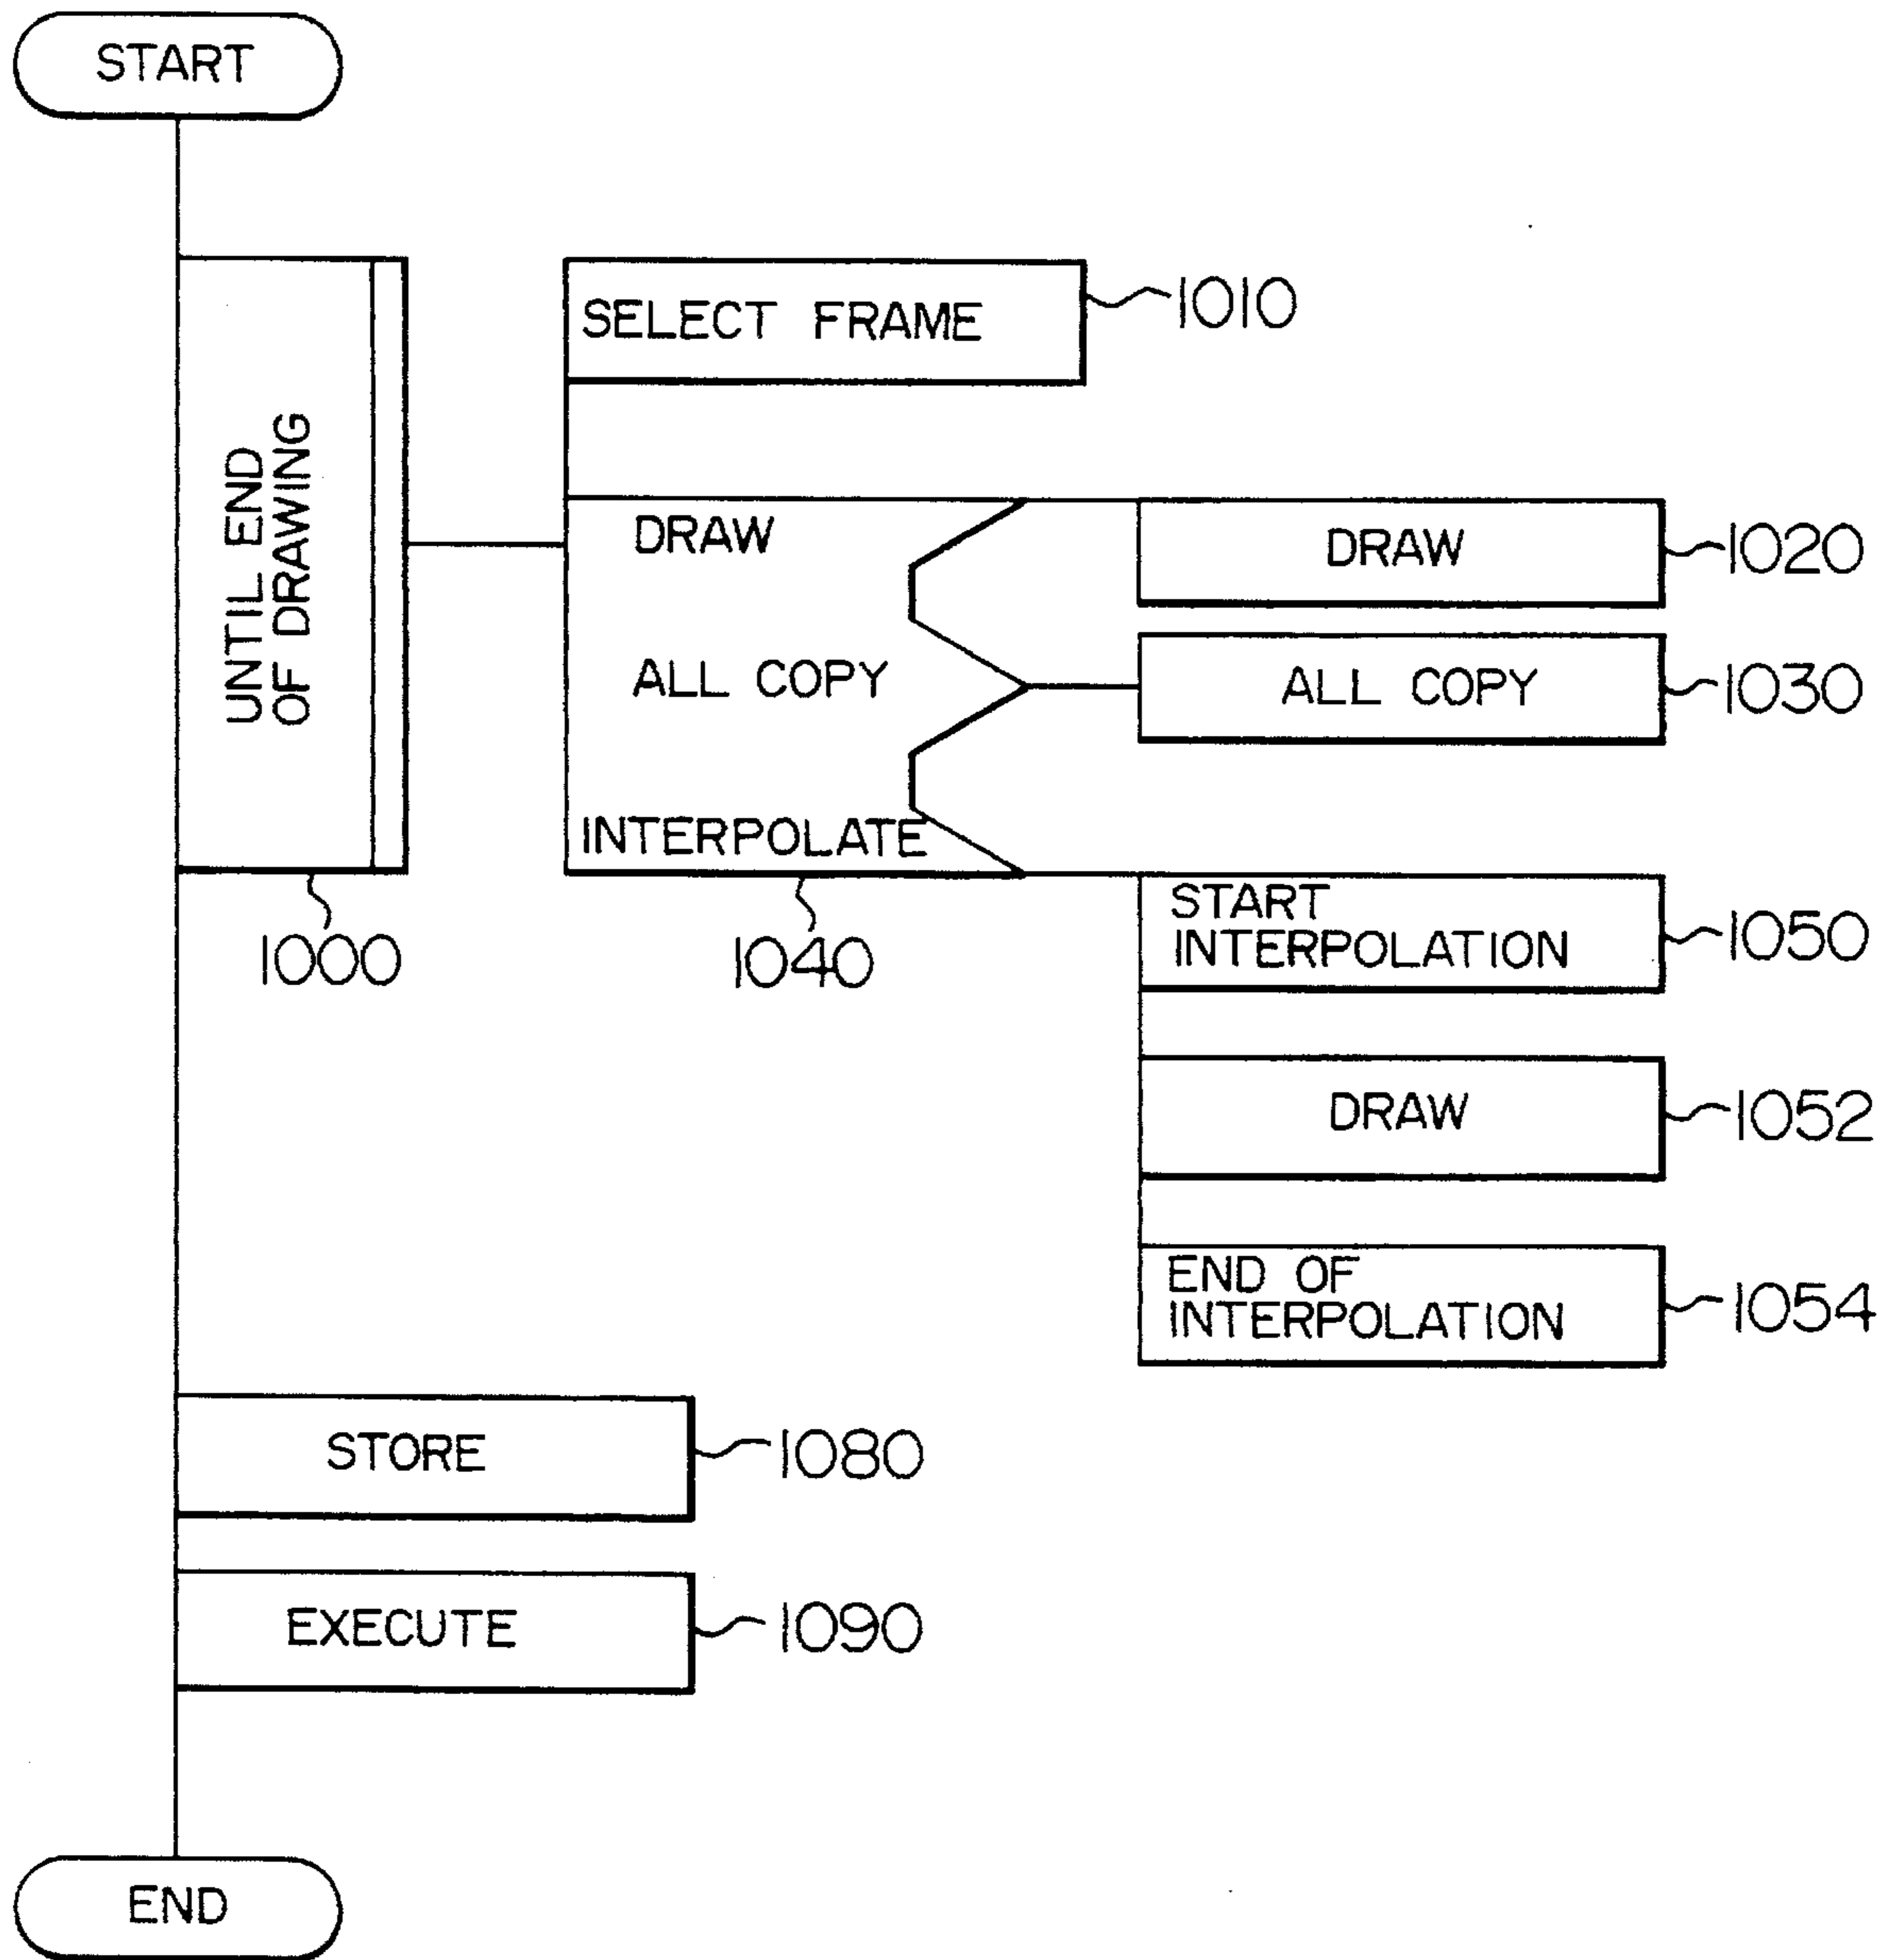 START
UNTIL END
OF DRAWING
1000
SELECT FRAME
1010
DRAW
ALL COPY
INTERPOLATE
1040
DRAW
1020
ALL COPY
1030
START
INTERPOLATION
1050
DRAW
1052
END OF
INTERPOLATION
1054
STORE
1080
EXECUTE
1090
END